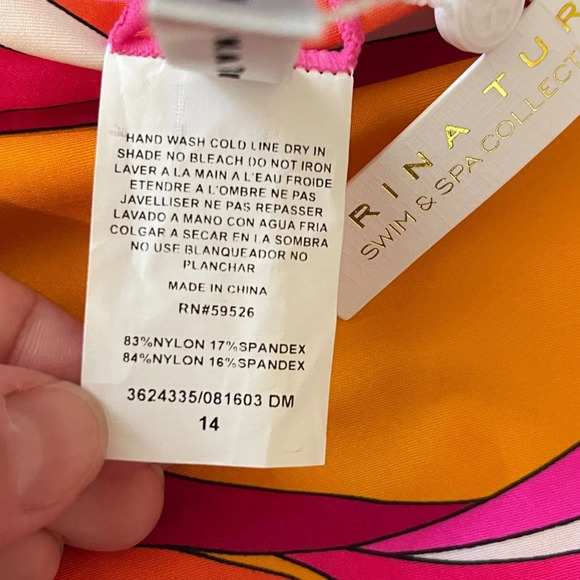 HAND WASH COLD LINE DRY IN
SHADE NO BLEACH DO NOT IRON
LAVER A LA MAIN A L'EAU FROIDE
ETENDRE A L'OMBRE NE PAS
JAVELLISER NE PAS REPASSER
LAVADO A MANO CON AGUA FRIA
COLGAR A SECAR EN LA SOMBRA
NO USE BLANQUEADOR NO
PLANCHAR
MADE IN CHINA
RN#59526
83%NYLON 17%SPANDEX
84%NYLON 16%SPANDEX
3624335/081603 DM
14
RINA TUR
SWIM & SPA COLLECT